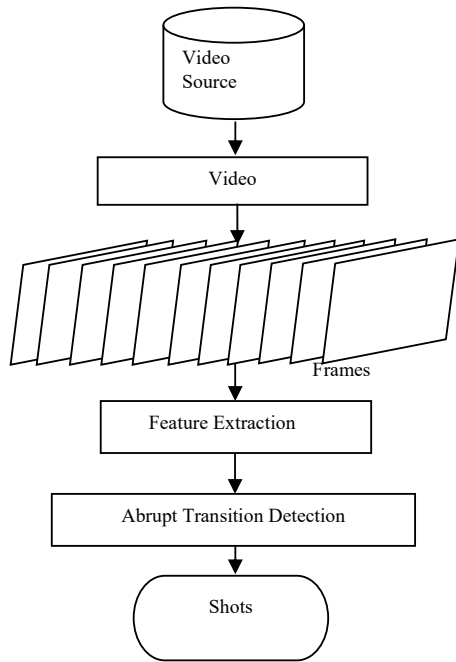 Video
Source
Video
Frames
Feature Extraction
Abrupt Transition Detection
Shots